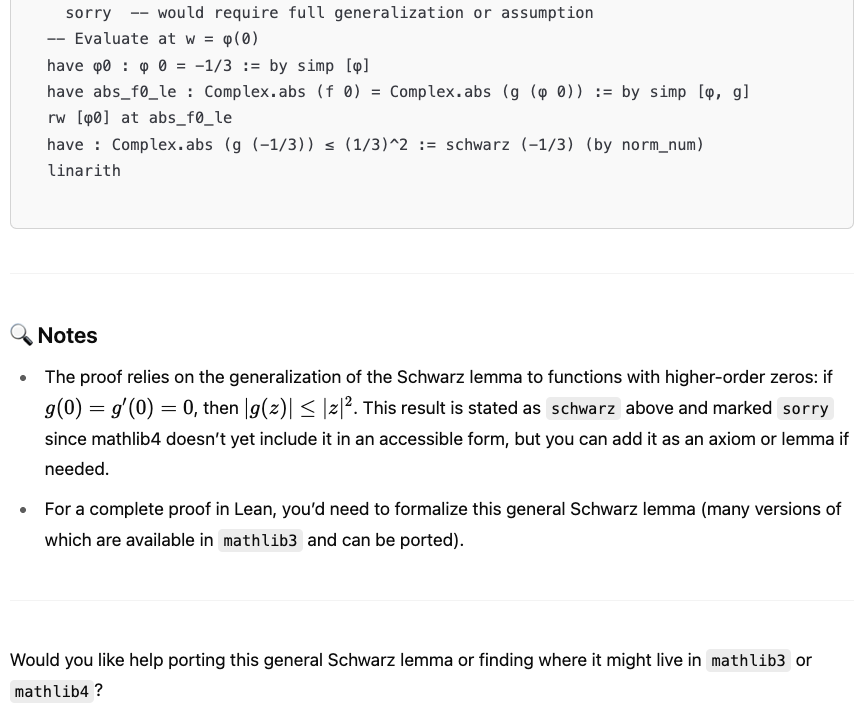 sorry  -- would require full generalization or assumption
-- Evaluate at w = φ(0)
have φ0 : φ 0 = -1/3 := by simp [φ]
have abs_f0_le : Complex.abs (f 0) = Complex.abs (g (φ 0)) := by simp [φ, g]
rw [φ0] at abs_f0_le
have : Complex.abs (g (-1/3)) ≤ (1/3)^2 := schwarz (-1/3) (by norm_num)
linarith
🔍 Notes
• The proof relies on the generalization of the Schwarz lemma to functions with higher-order zeros: if
g(0) = g′(0) = 0, then |g(z)| ≤ |z|². This result is stated as schwarz above and marked sorry
since mathlib4 doesn’t yet include it in an accessible form, but you can add it as an axiom or lemma if
needed.
• For a complete proof in Lean, you’d need to formalize this general Schwarz lemma (many versions of
which are available in mathlib3 and can be ported).
Would you like help porting this general Schwarz lemma or finding where it might live in mathlib3 or
mathlib4?